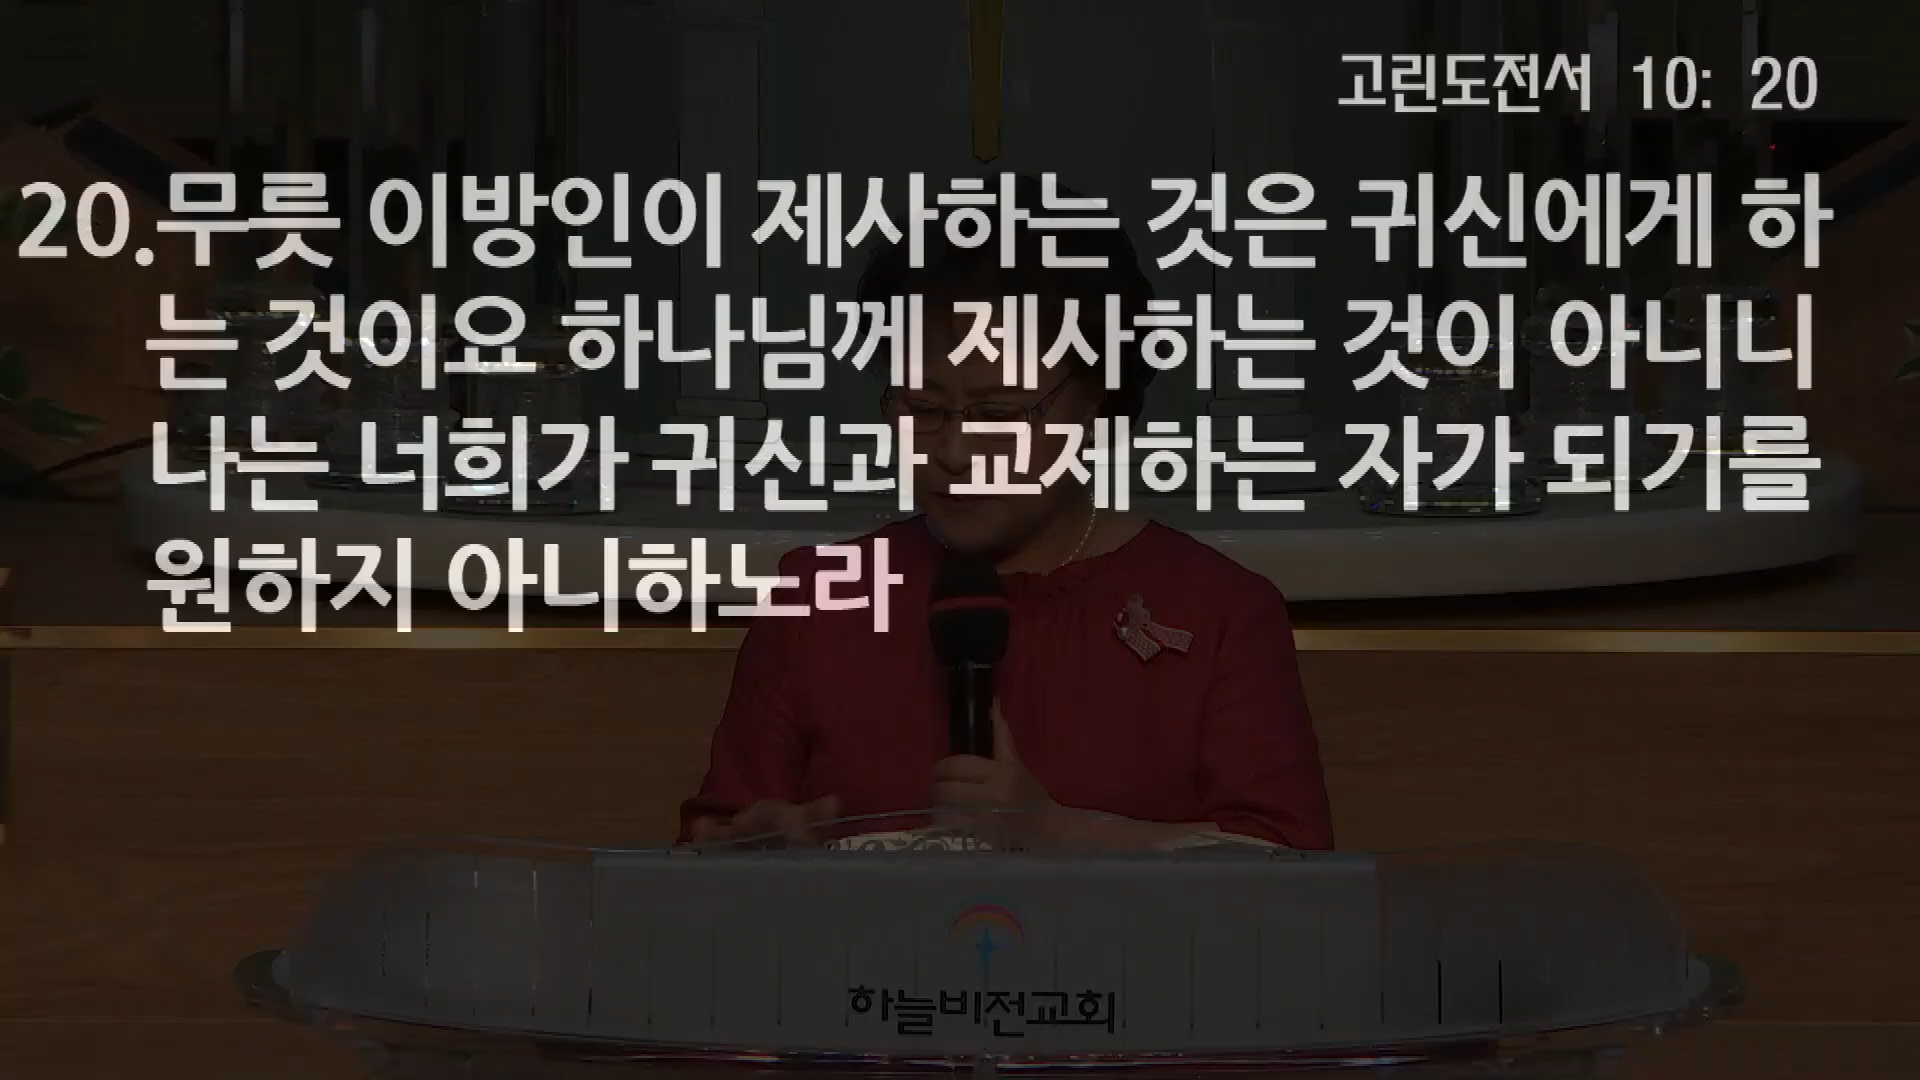 고린도전서 10: 20
20.무릇 이방인이 제사하는 것은 귀신에게 하
는 것이요 하나님께 제사하는 것이 아니니
나는 너희가 귀신과 교제하는 자가 되기를
원하지 아니하노라
하늘비전교회